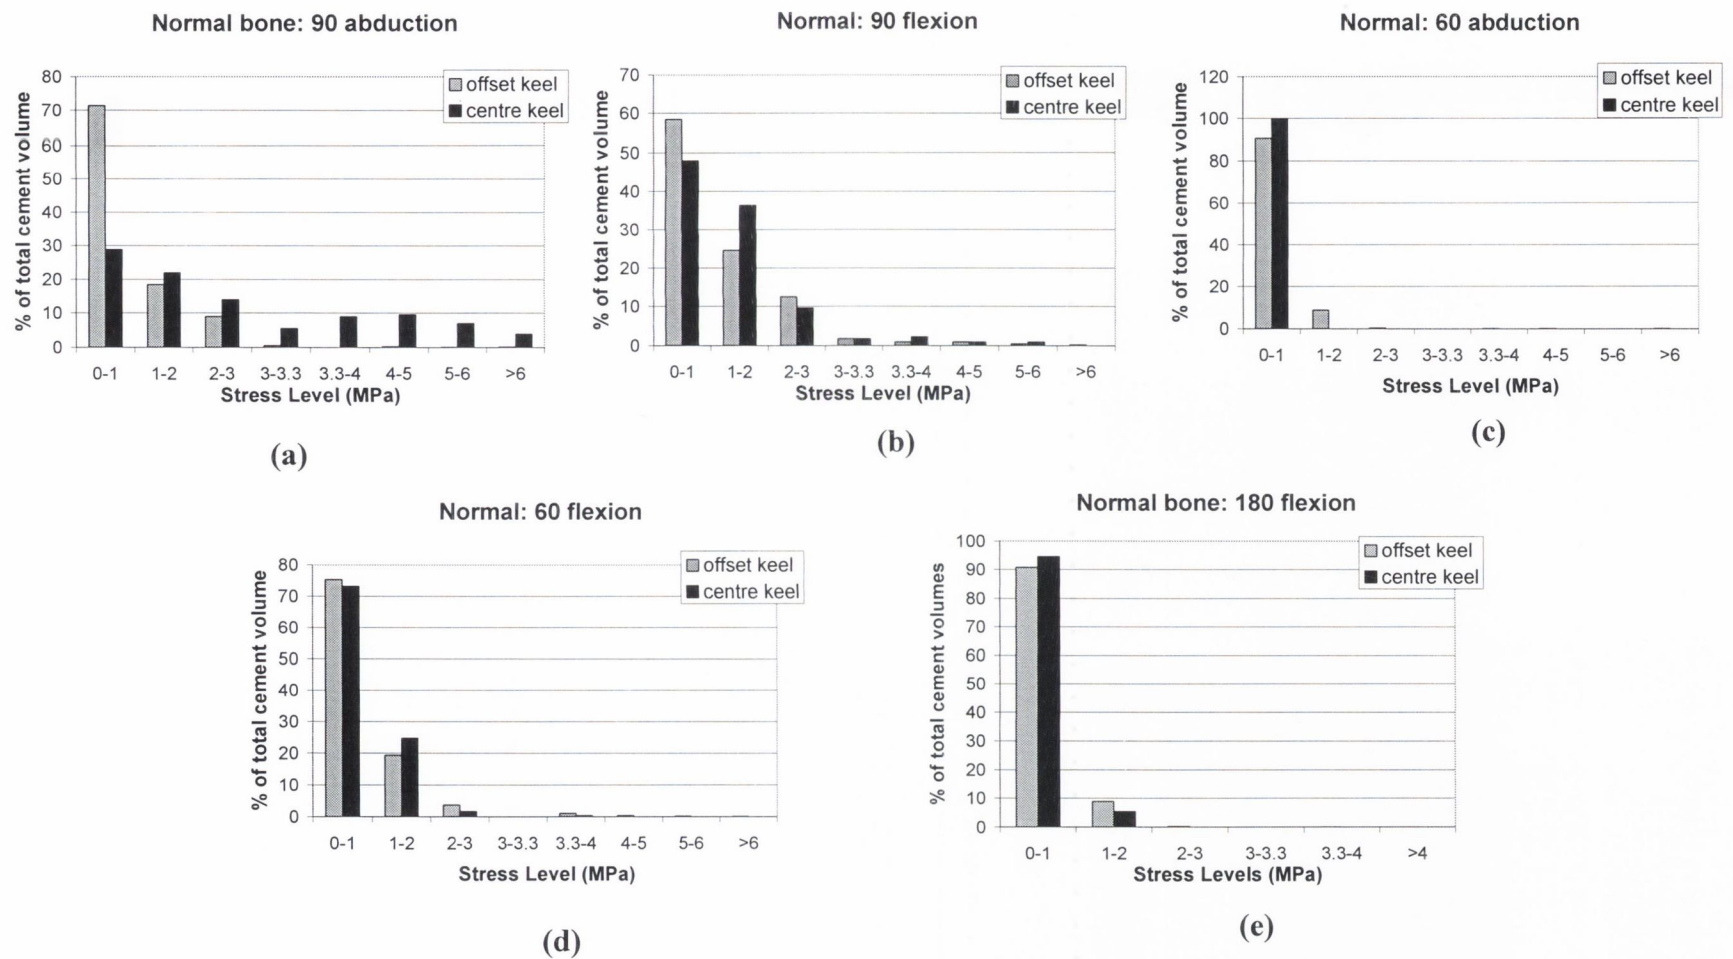 Normal bone: 90 abduction
% of total cement volume
80
70
60
50
40
30
20
10
0
offset keel
centre keel
0-1 1-2 2-3 3-3.3 3.3-4 4-5 5-6 >6
Stress Level (MPa)
(a)
Normal: 90 flexion
% of total cement volume
70
60
50
40
30
20
10
0
offset keel
centre keel
0-1 1-2 2-3 3-3.3 3.3-4 4-5 5-6 >6
Stress Level (MPa)
(b)
Normal: 60 abduction
% of total cement volume
120
100
80
60
40
20
0
offset keel
centre keel
0-1 1-2 2-3 3-3.3 3.3-4 4-5 5-6 >6
Stress Level (MPa)
(c)
Normal: 60 flexion
% of total cement volume
80
70
60
50
40
30
20
10
0
offset keel
centre keel
0-1 1-2 2-3 3-3.3 3.3-4 4-5 5-6 >6
Stress Level (MPa)
(d)
Normal bone: 180 flexion
% of total cement volumes
100
90
80
70
60
50
40
30
20
10
0
offset keel
centre keel
0-1 1-2 2-3 3-3.3 3.3-4 >4
Stress Levels (MPa)
(e)